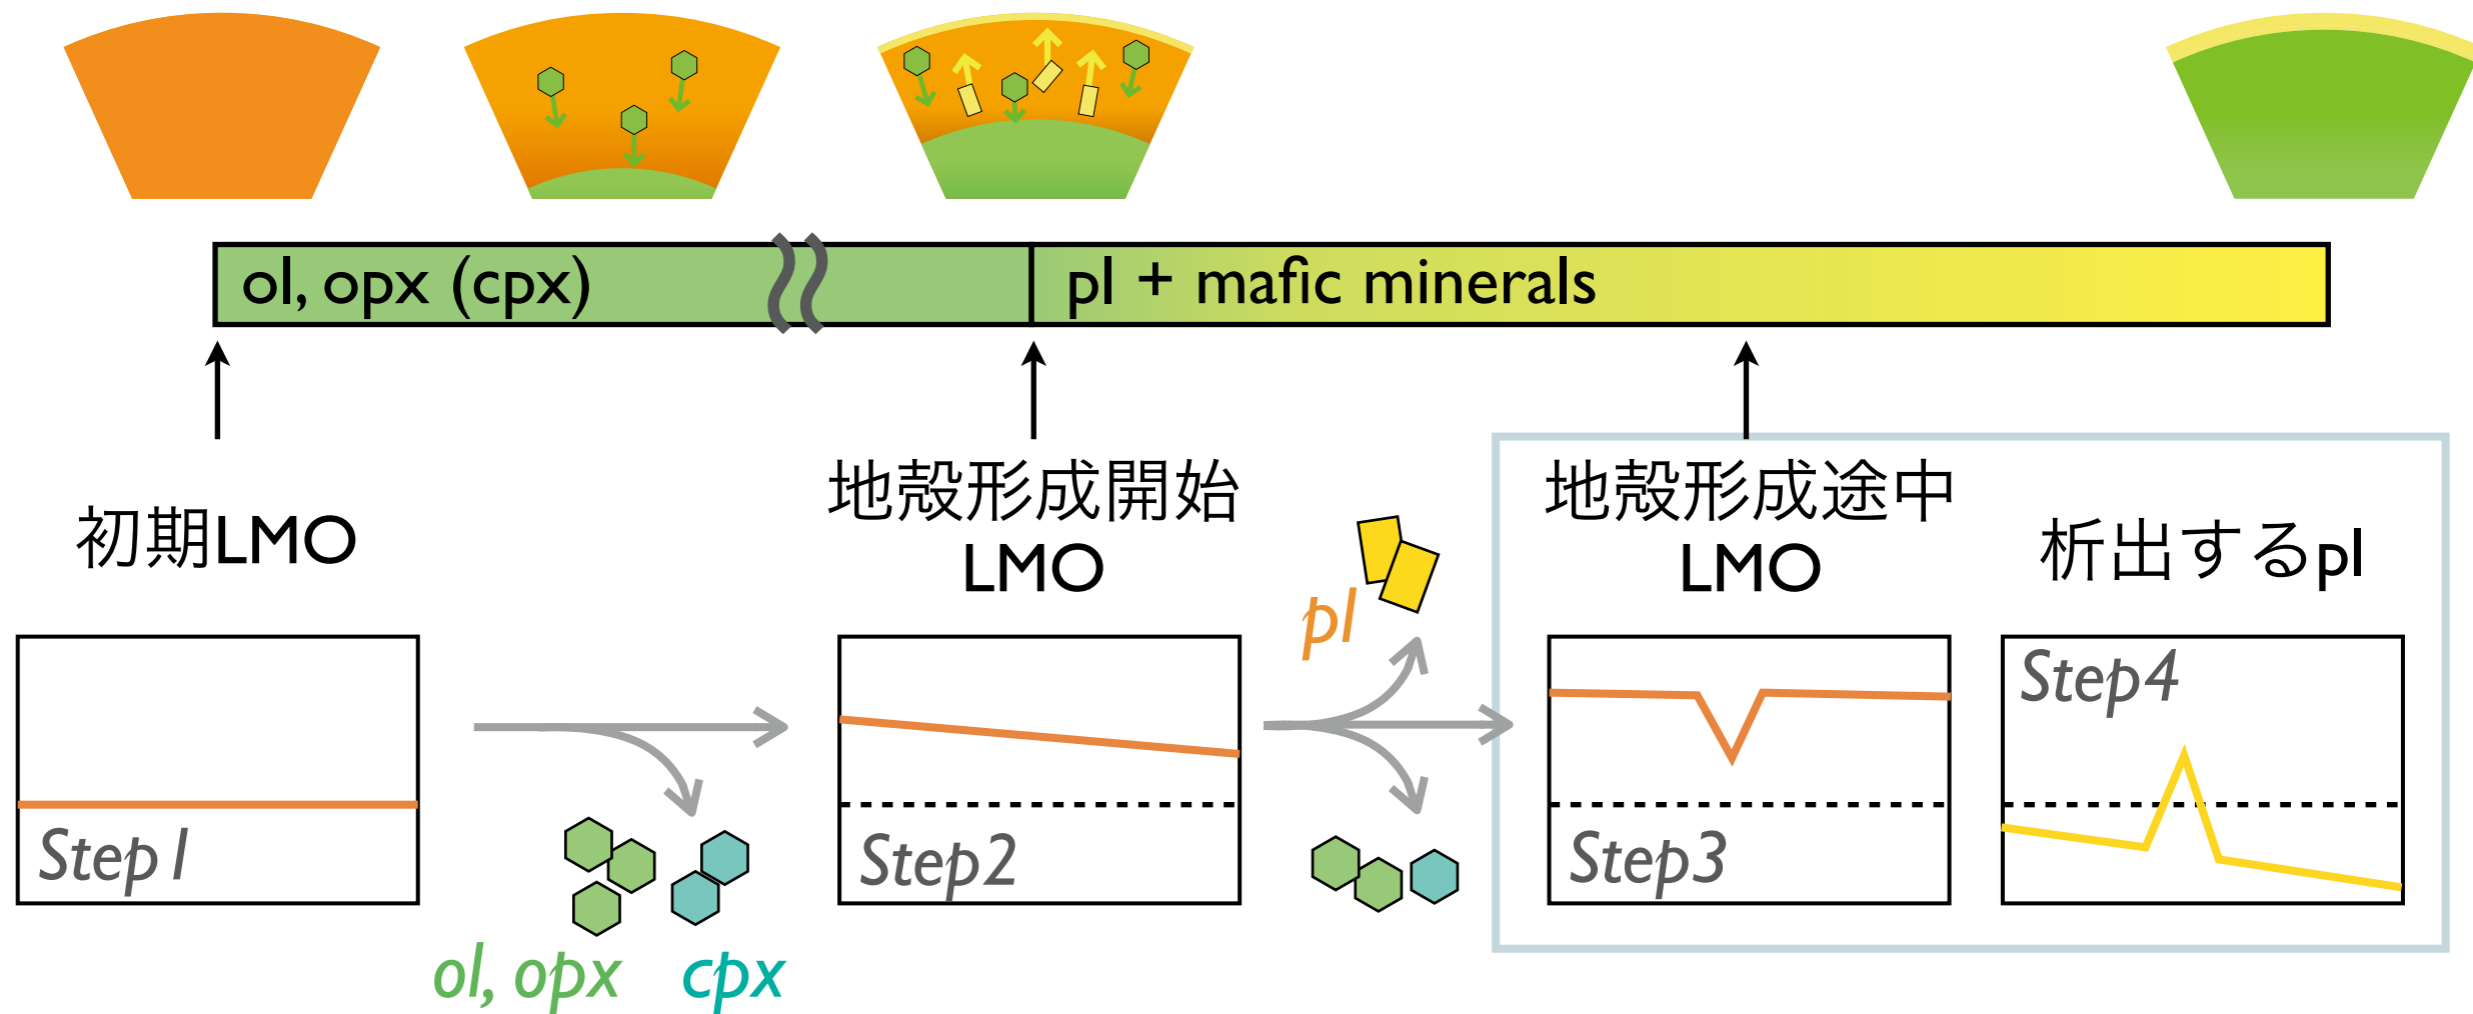 ol, opx (cpx)
pl + mafic minerals
初期LMO
地殻形成開始
LMO
地殻形成途中
LMO
析出するpl
pl
Step1
Step2
Step3
Step4
ol, opx
cpx